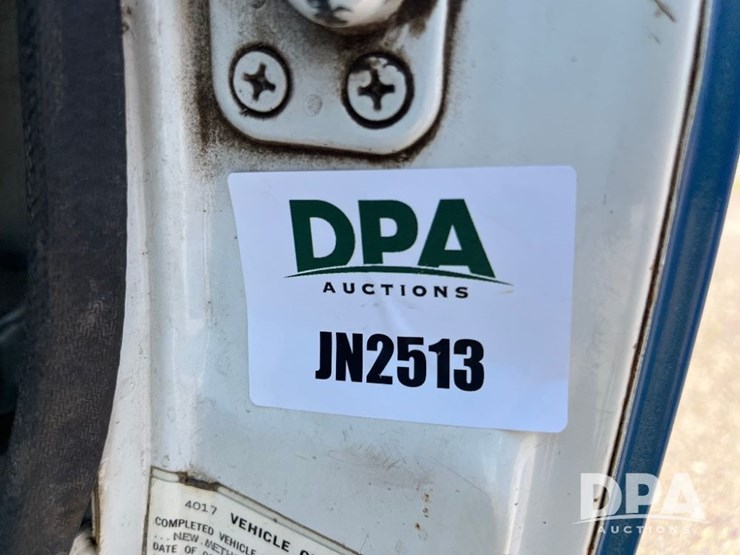 DPA
AUCTIONS
JN2513
4017 VEHICLE
COMPLETED VEHICLE
DATE OF
DPA
AUCTIONS